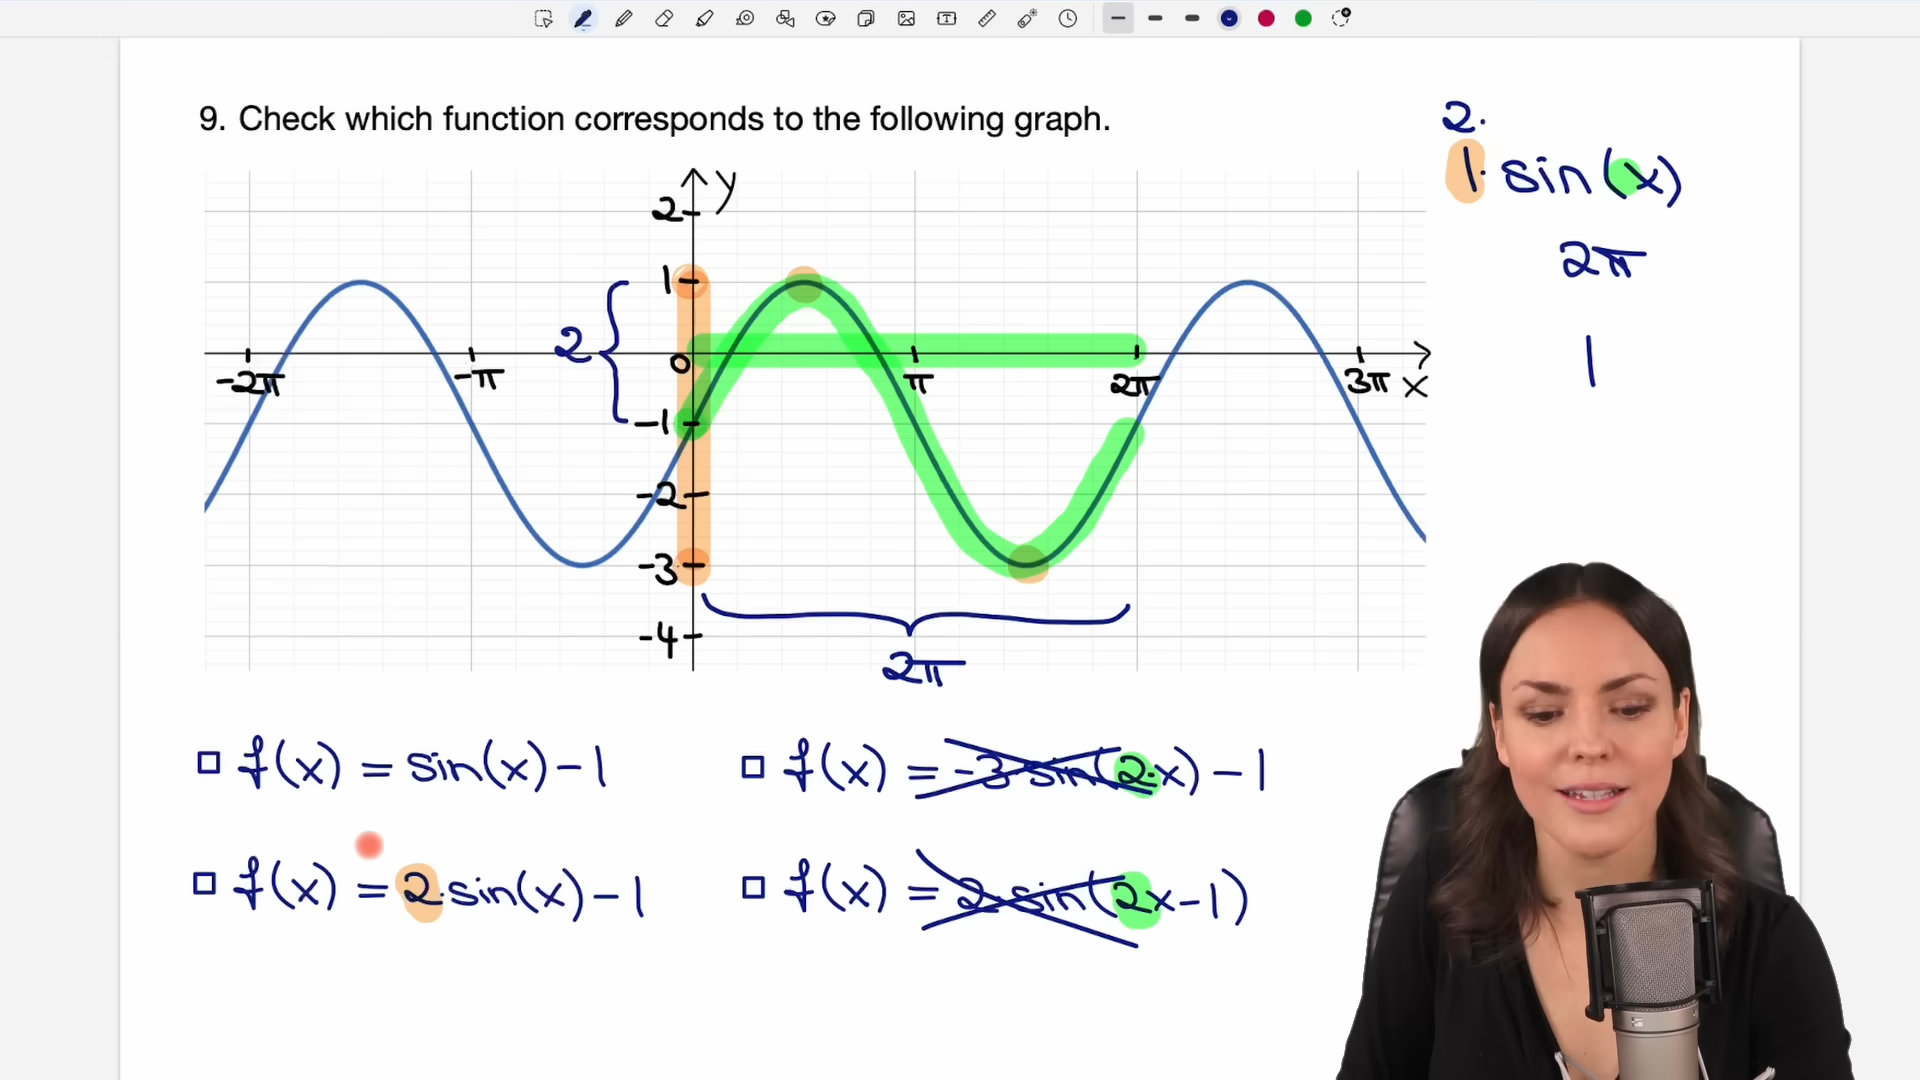 9. Check which function corresponds to the following graph.
2·
1· sin(x)
2π
1
y
2
1
0
-1
-2
-3
-4
-2π
-π
π
2π
3π
x
2
2π
f(x) = sin(x) - 1
f(x) = -3·sin(2·x) - 1
f(x) = 2·sin(x) - 1
f(x) = 2·sin(2x-1)